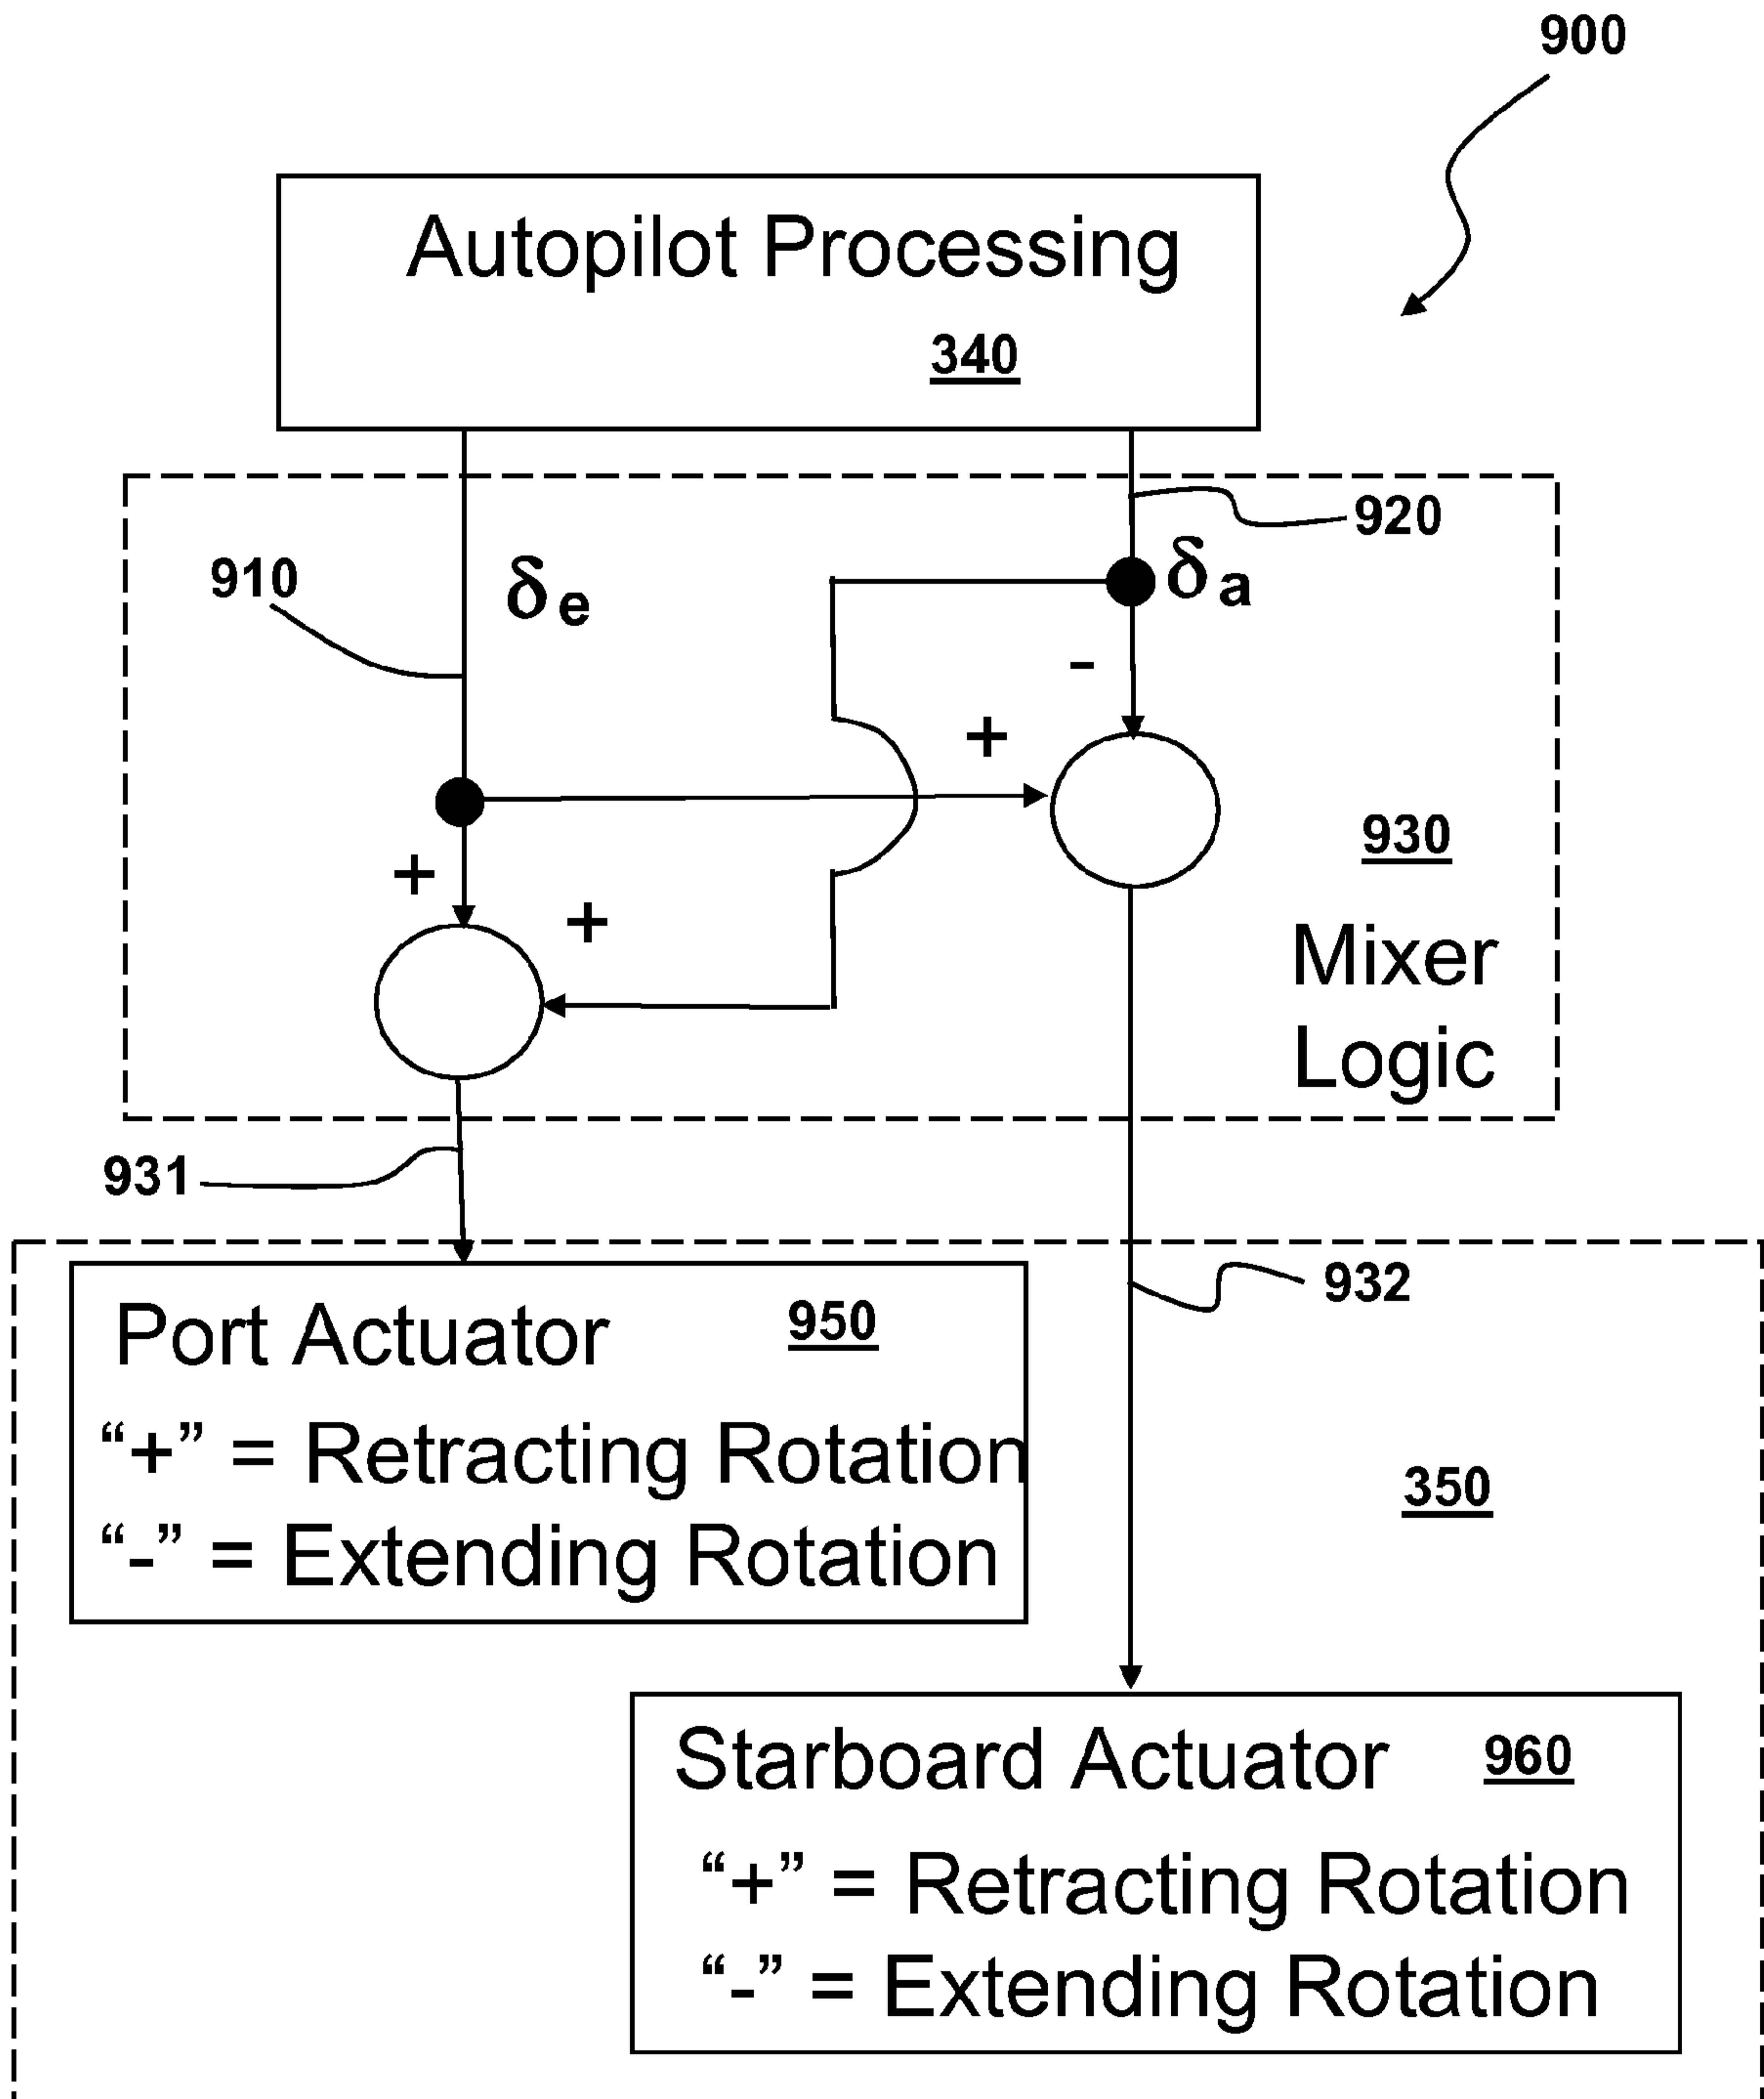 900
Autopilot Processing
340
920
910
δe
δa
-
+
+
+
930
Mixer
Logic
931
932
Port Actuator 950
“+” = Retracting Rotation
“-” = Extending Rotation
350
Starboard Actuator 960
“+” = Retracting Rotation
“-” = Extending Rotation